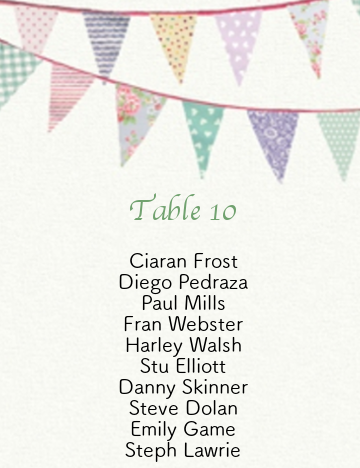 Table 10
Ciaran Frost
Diego Pedraza
Paul Mills
Fran Webster
Harley Walsh
Stu Elliott
Danny Skinner
Steve Dolan
Emily Game
Steph Lawrie